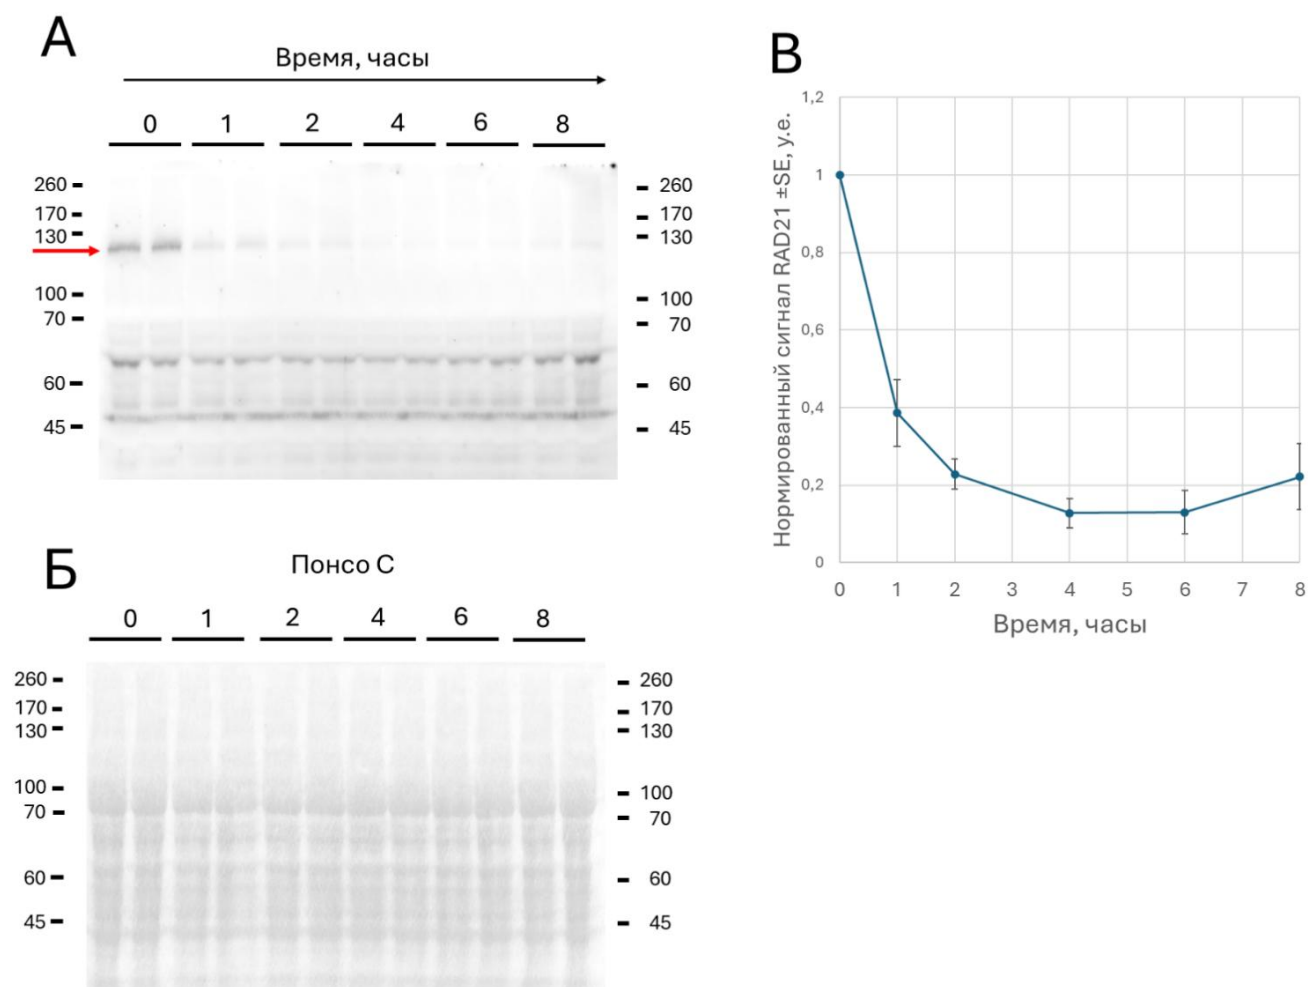 А
Время, часы
0 1 2 4 6 8
260 260
170 170
130 130
100 100
70 70
60 60
45 45
Б
Понсо С
0 1 2 4 6 8
260 260
170 170
130 130
100 100
70 70
60 60
45 45
В
Нормированный сигнал RAD21 ±SE, у.е.
1,2
1
0,8
0,6
0,4
0,2
0
0 1 2 3 4 5 6 7 8
Время, часы